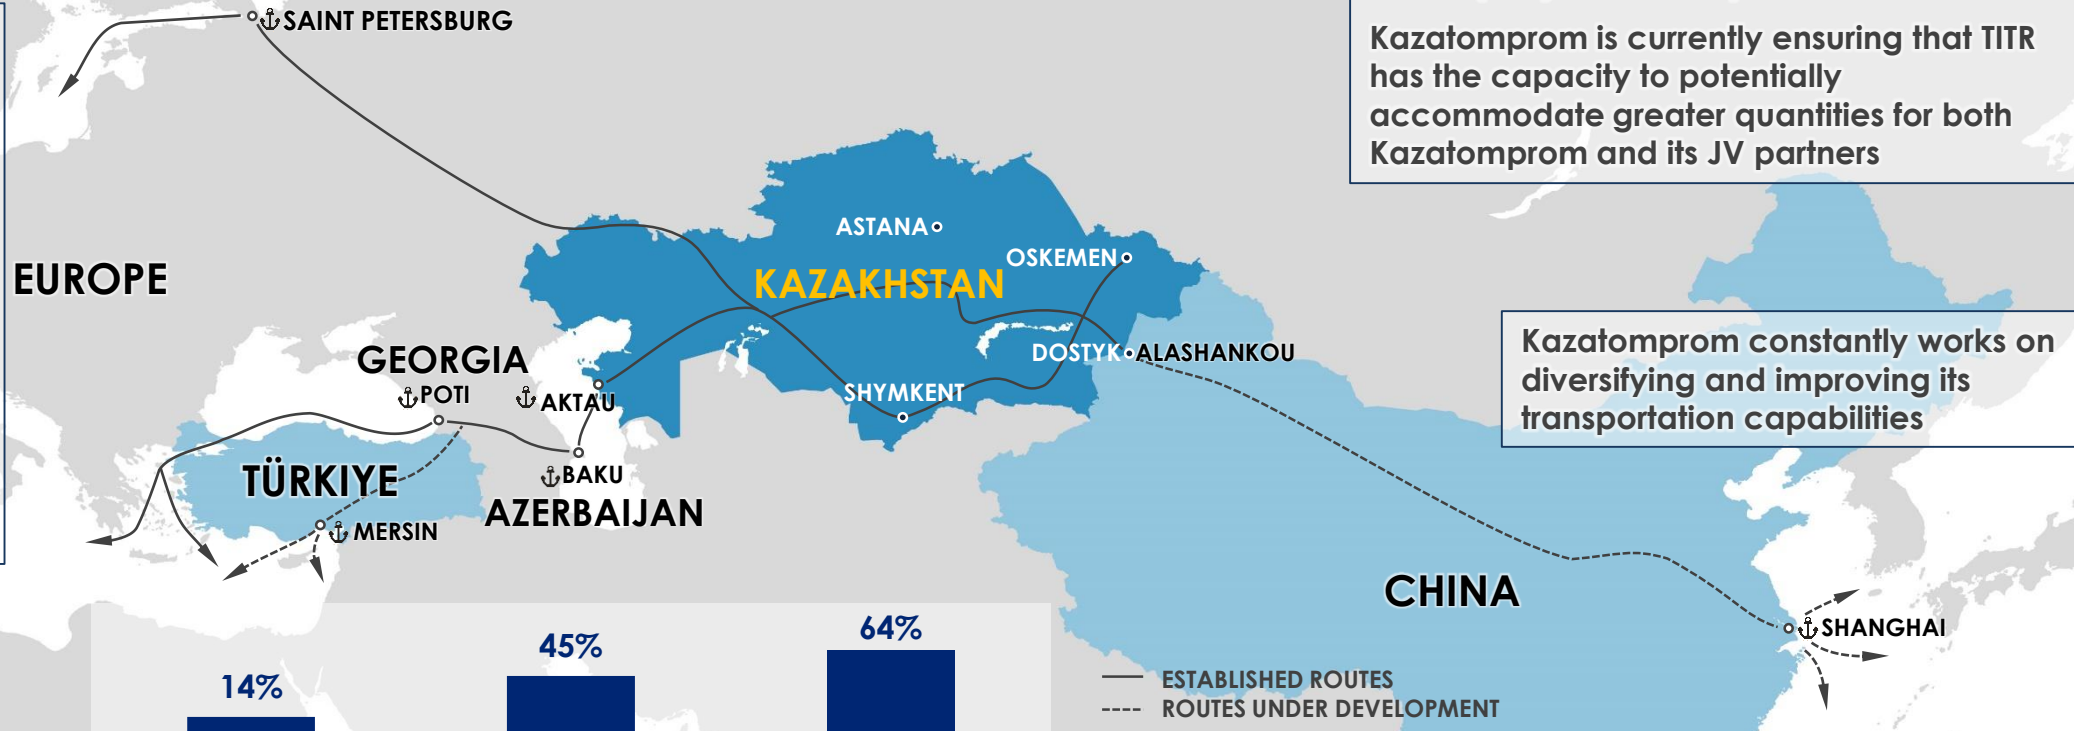 SAINT PETERSBURG
Kazatomprom is currently ensuring that TITR
has the capacity to potentially
accommodate greater quantities for both
Kazatomprom and its JV partners
ASTANA
OSKEMEN
EUROPE
KAZAKHSTAN
Kazatomprom constantly works on
diversifying and improving its
transportation capabilities
GEORGIA
DOSTYK
ALASHANKOU
POTI
AKTAU
SHYMKENT
TÜRKIYE
BAKU
AZERBAIJAN
MERSIN
CHINA
SHANGHAI
14%
45%
64%
ESTABLISHED ROUTES
ROUTES UNDER DEVELOPMENT